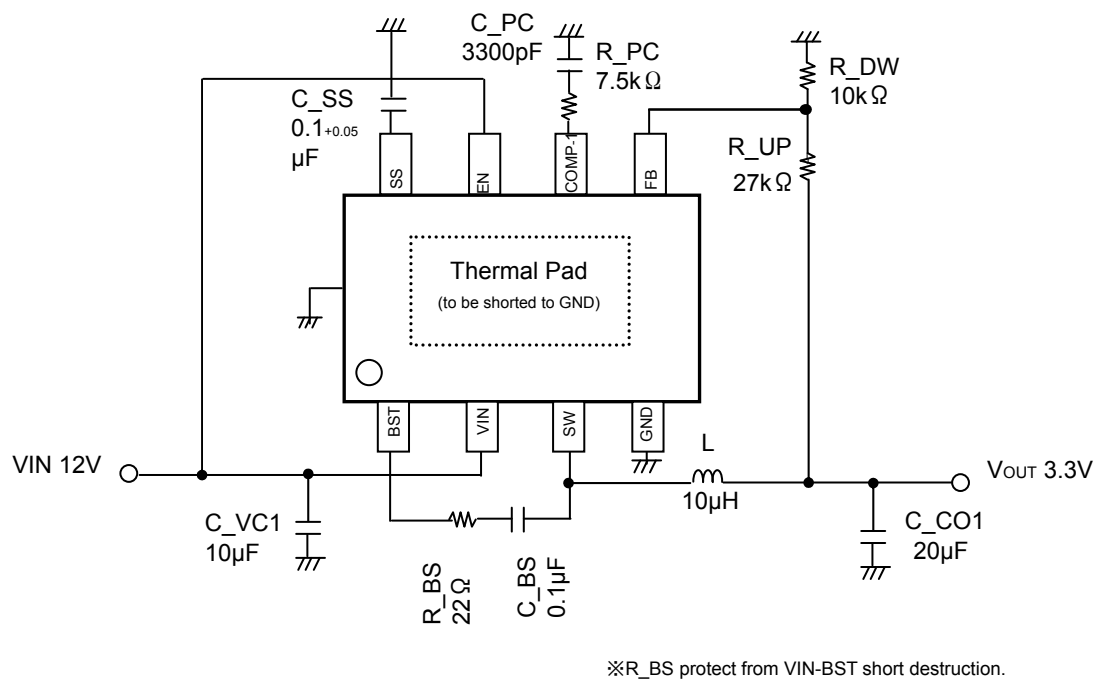 C_PC
3300pF
R_PC
7.5kΩ
R_DW
10kΩ
C_SS
0.1+0.05
μF
R_UP
27kΩ
SS
EN
COMP-1
FB
Thermal Pad
(to be shorted to GND)
BST
VIN
SW
GND
VIN 12V
L
10μH
VOUT 3.3V
C_VC1
10μF
C_CO1
20μF
R_BS
22Ω
C_BS
0.1μF
※R_BS protect from VIN-BST short destruction.